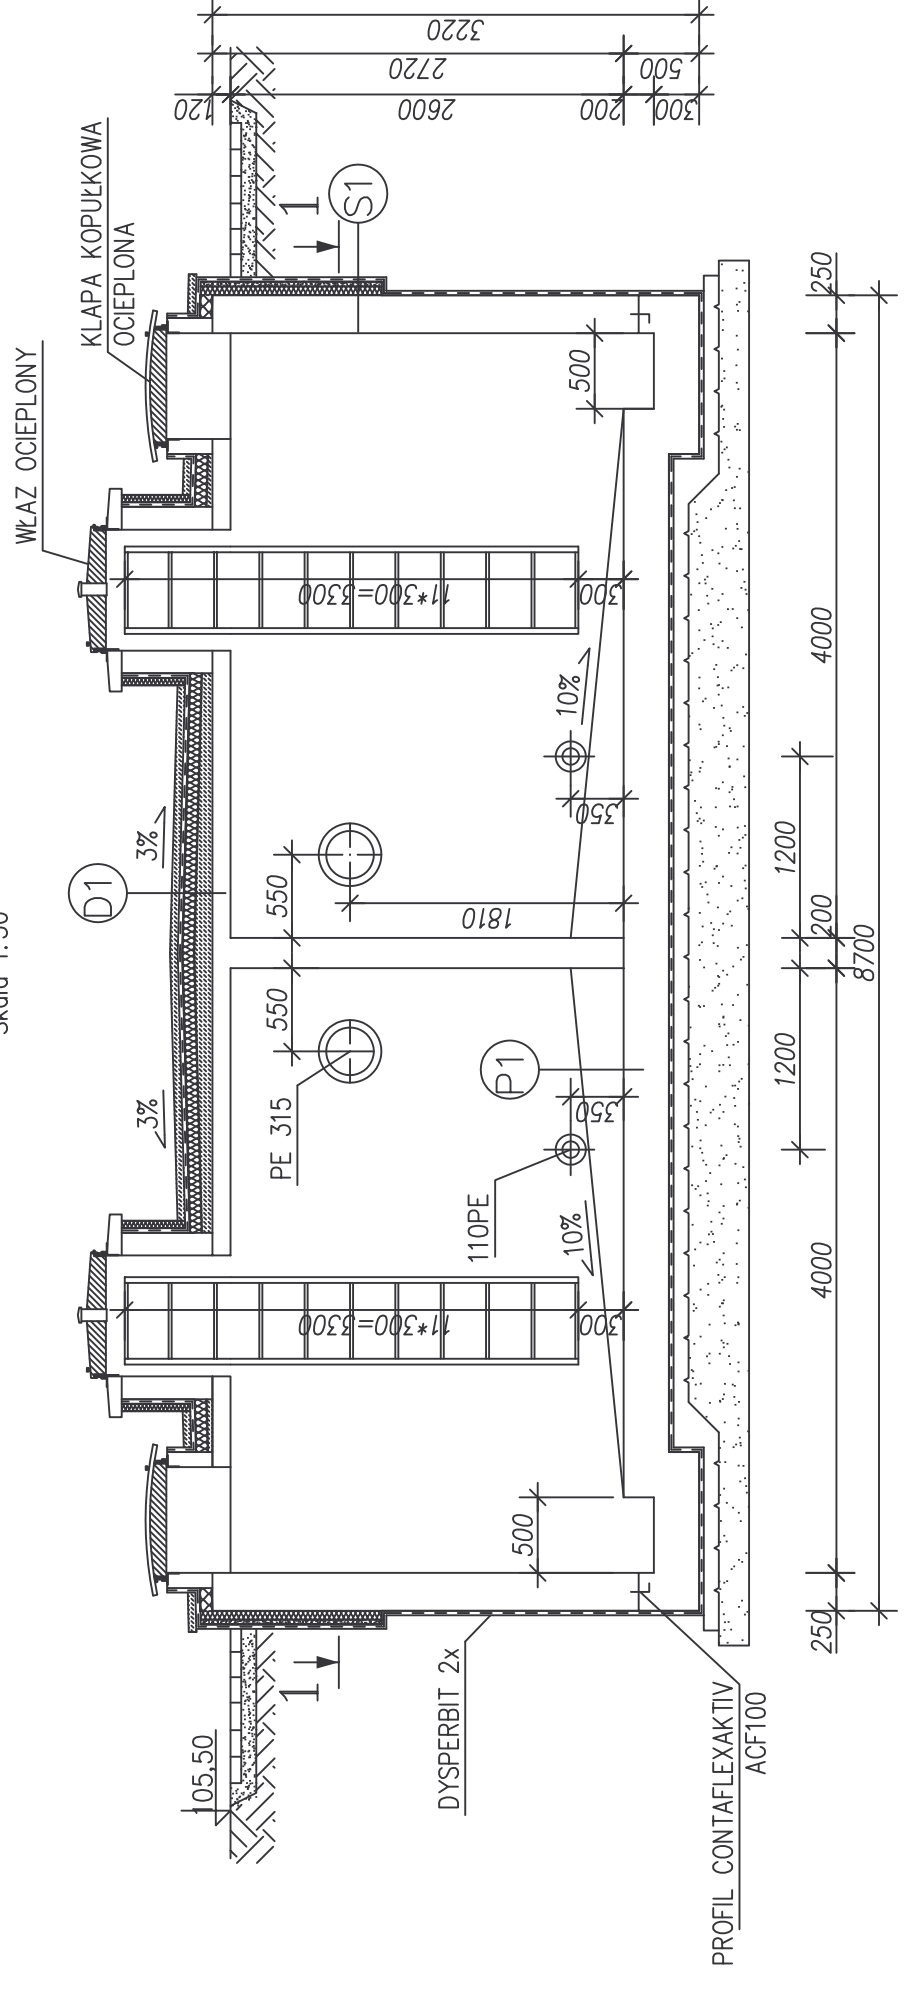 Skala 1:50
WŁAZ OCIEPLONY
KLAPA KOPUŁKOWA
OCIEPLONA
D1
3%
3%
S1
1
1
105,50
PE 315
550
550
1810
11*300=3300
11*300=3300
300
300
110PE
350
350
10%
10%
P1
500
500
DYSPERBIT 2x
PROFIL CONTAFLEXAKTIV
ACF100
120
2600
200
300
2720
500
3220
1200
1200
250
4000
200
4000
250
8700